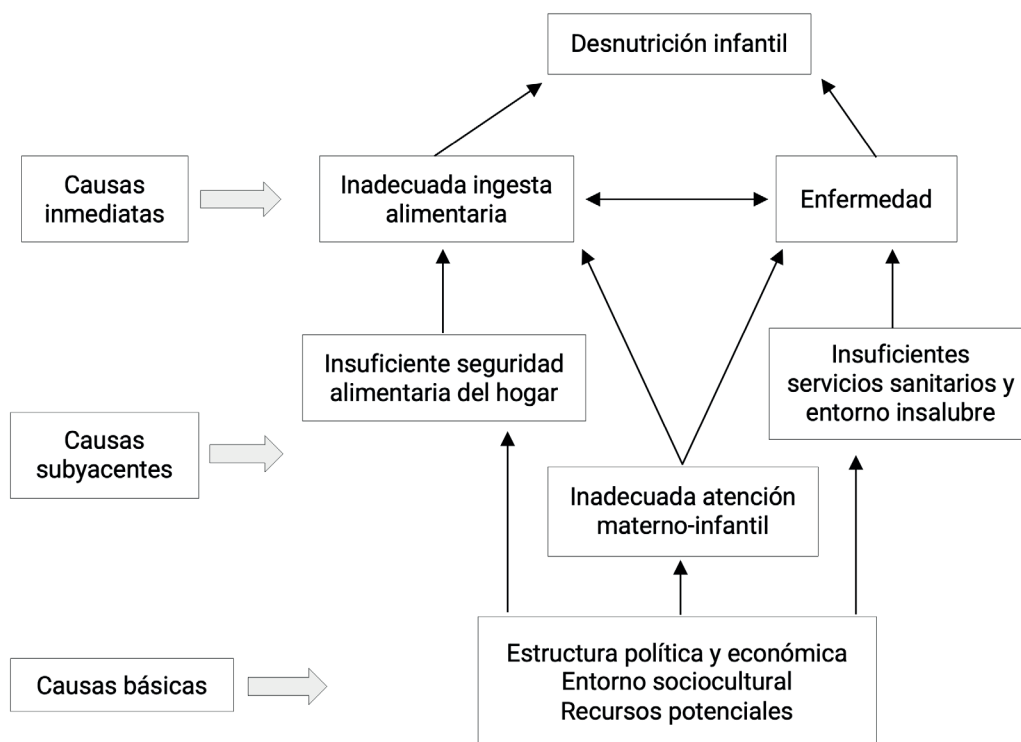 Desnutrición infantil
Causas
inmediatas
Inadecuada ingesta
alimentaria
Enfermedad
Insuficiente seguridad
alimentaria del hogar
Insuficientes
servicios sanitarios y
entorno insalubre
Causas
subyacentes
Inadecuada atención
materno-infantil
Causas básicas
Estructura política y económica
Entorno sociocultural
Recursos potenciales